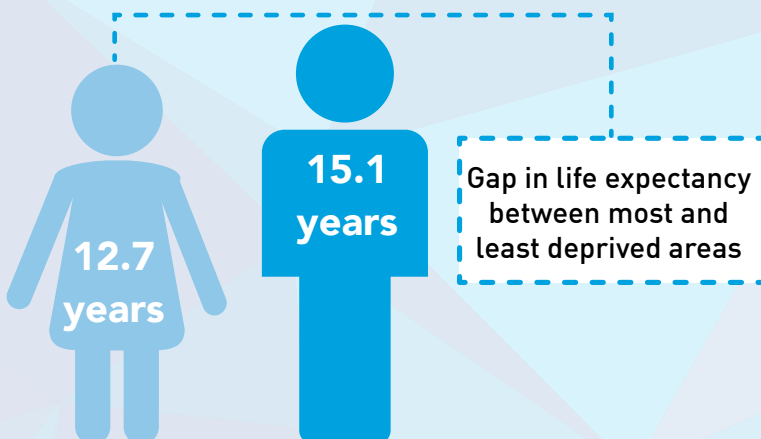 12.7
years
15.1
years
Gap in life expectancy
between most and
least deprived areas